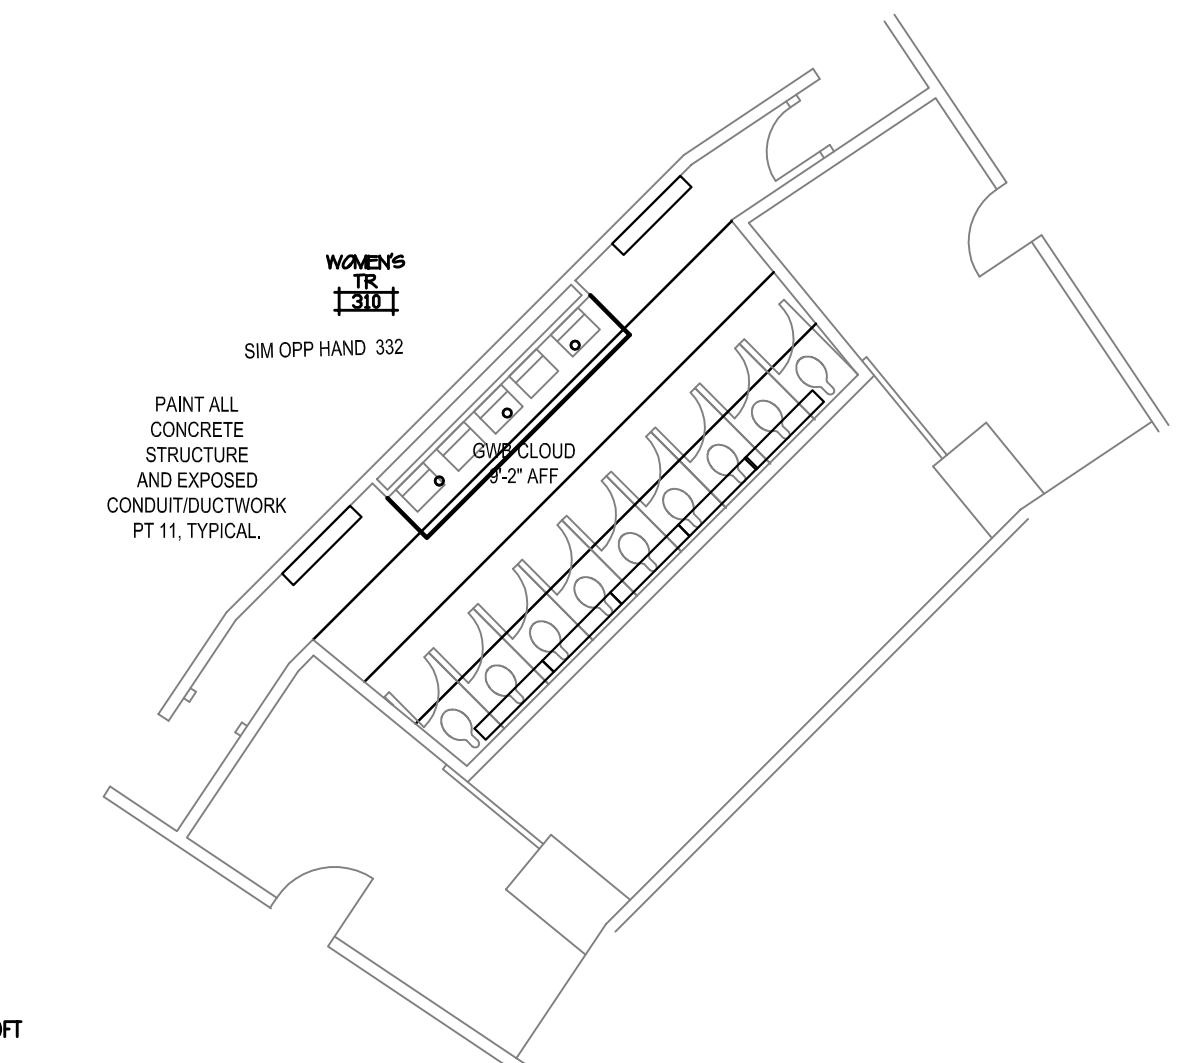 WOMEN'S
TR
310
SIM OPP HAND 332
PAINT ALL
CONCRETE
STRUCTURE
AND EXPOSED
CONDUIT/DUCTWORK
PT 11, TYPICAL.
GWB CLOUD
9'-2" AFF